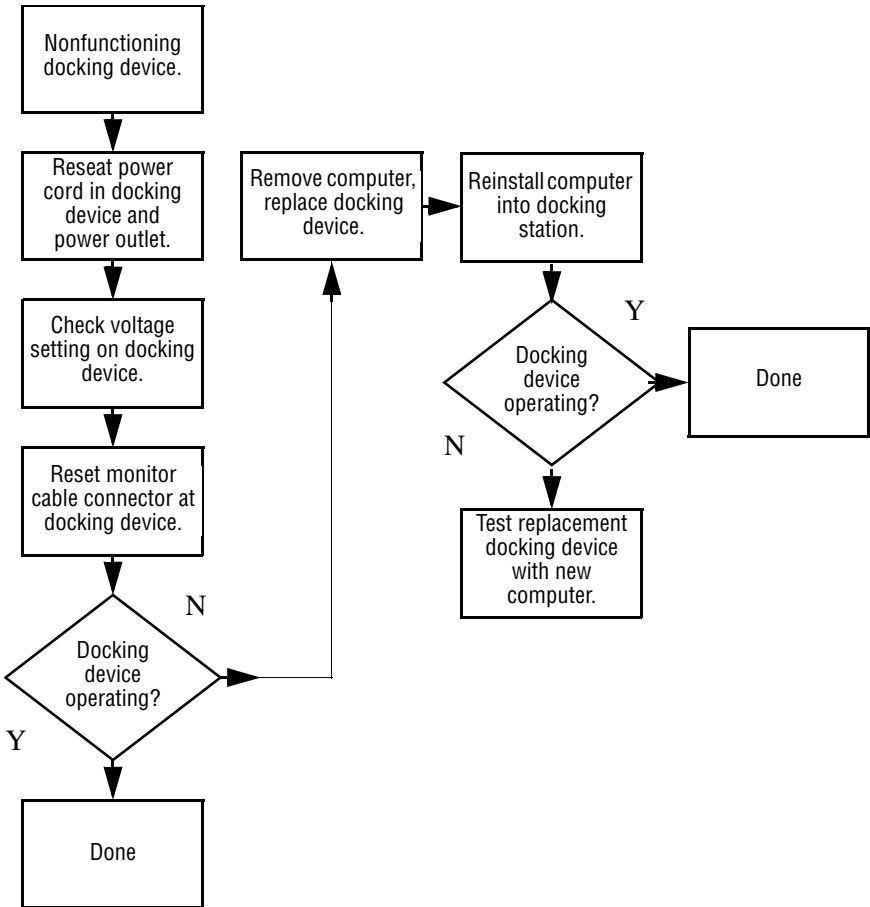 Nonfunctioning
docking device.
Reseat power
cord in docking
device and
power outlet.
Check voltage
setting on docking
device.
Reset monitor
cable connector at
docking device.
N
Docking
device
operating?
Y
Done
Remove computer,
replace docking
device.
Reinstall computer
into docking
station.
Y
Docking
device
operating?
N
Done
Test replacement
docking device
with new
computer.